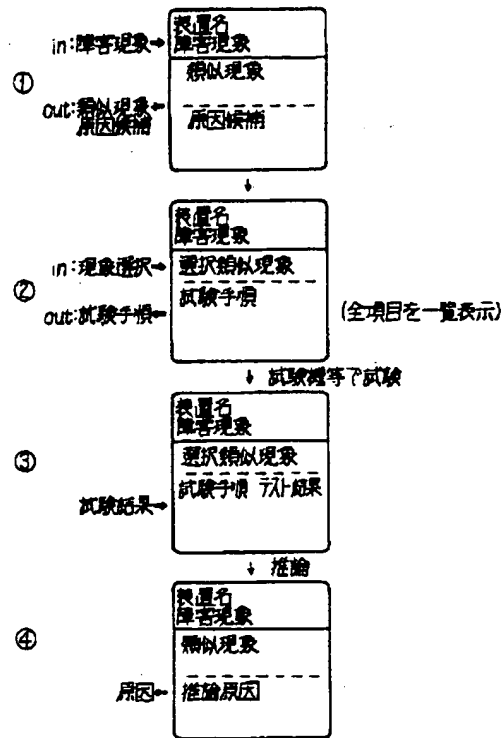 装置名
in:障害現象→ 障害現象
① 類似現象
out:類似現象← 原因候補
原因候補
↓
装置名
障害現象
in:現象選択→ 選択類似現象
② 試験手順
out:試験手順← (全項目を一覧表示)
↓ 試験機等で試験
装置名
障害現象
③ 選択類似現象
試験手順 テスト結果
試験結果→
↓ 推論
装置名
障害現象
④ 類似現象
原因← 推論原因